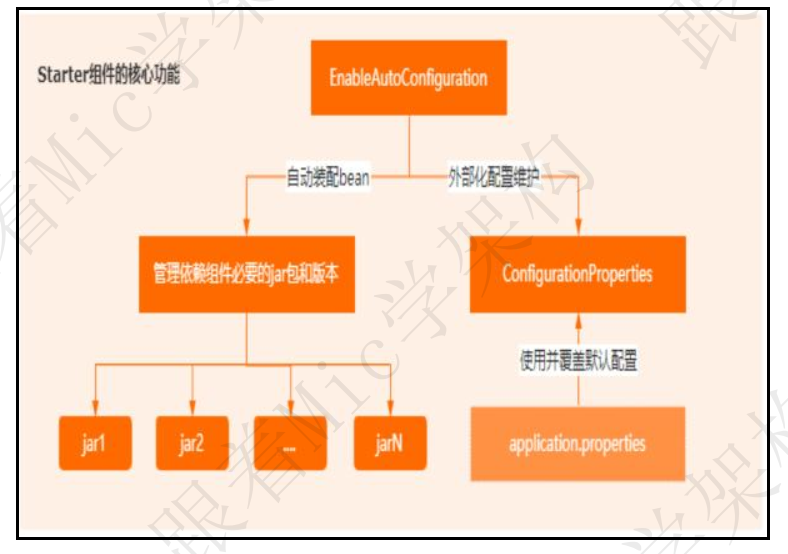 Starter组件的核心功能
EnableAutoConfiguration
自动装配bean
外部化配置维护
管理依赖组件必要的jar包和版本
ConfigurationProperties
使用并覆盖默认配置
jar1
jar2
....
jarN
application.properties
跟着Mic学架构